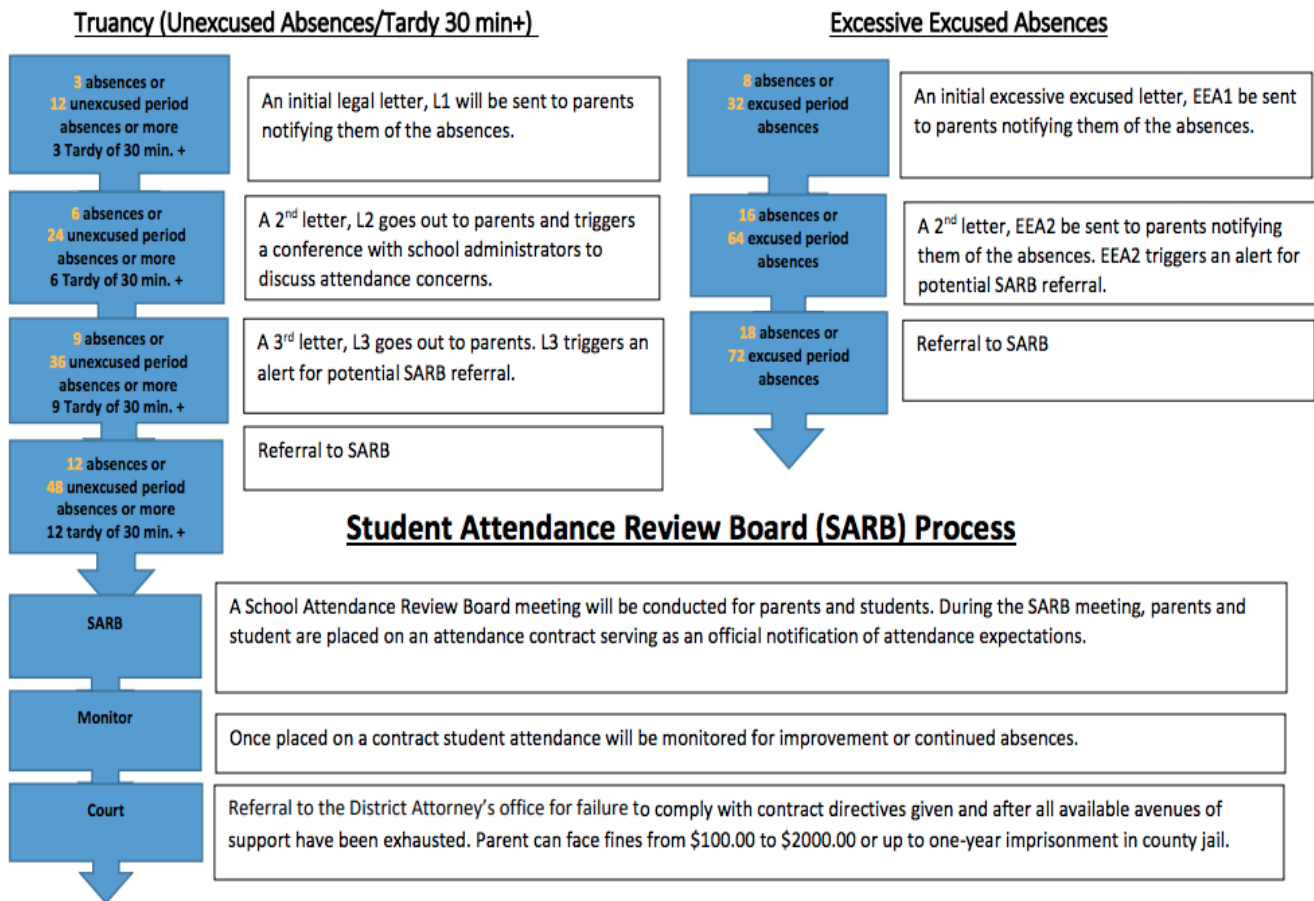 Truancy (Unexcused Absences/Tardy 30 min+)
3 absences or
12 unexcused period
absences or more
3 Tardy of 30 min. +
An initial legal letter, L1 will be sent to parents
notifying them of the absences.
6 absences or
24 unexcused period
absences or more
6 Tardy of 30 min. +
A 2nd letter, L2 goes out to parents and triggers
a conference with school administrators to
discuss attendance concerns.
9 absences or
36 unexcused period
absences or more
9 Tardy of 30 min. +
A 3rd letter, L3 goes out to parents. L3 triggers an
alert for potential SARB referral.
12 absences or
48 unexcused period
absences or more
12 tardy of 30 min. +
Referral to SARB
Excessive Excused Absences
8 absences or
32 excused period
absences
An initial excessive excused letter, EEA1 be sent
to parents notifying them of the absences.
16 absences or
64 excused period
absences
A 2nd letter, EEA2 be sent to parents notifying
them of the absences. EEA2 triggers an alert for
potential SARB referral.
18 absences or
72 excused period
absences
Referral to SARB
Student Attendance Review Board (SARB) Process
SARB
A School Attendance Review Board meeting will be conducted for parents and students. During the SARB meeting, parents and
student are placed on an attendance contract serving as an official notification of attendance expectations.
Monitor
Once placed on a contract student attendance will be monitored for improvement or continued absences.
Court
Referral to the District Attorney's office for failure to comply with contract directives given and after all available avenues of
support have been exhausted. Parent can face fines from $100.00 to $2000.00 or up to one-year imprisonment in county jail.